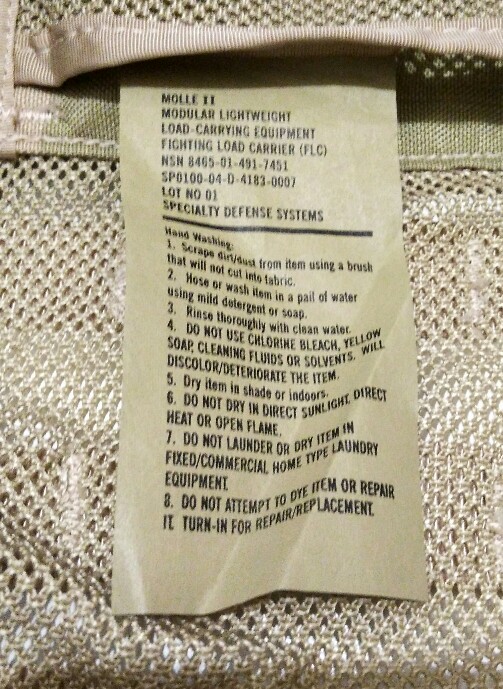 MOLLE II
MODULAR LIGHTWEIGHT
LOAD-CARRYING EQUIPMENT
FIGHTING LOAD CARRIER (FLC)
NSN 8465-01-491-7451
SP0100-04-D-4183-0007
LOT NO 01
SPECIALTY DEFENSE SYSTEMS
Hand Washing:
1. Scrape dirt/dust from item using a brush
that will not cut into fabric.
2. Hose or wash item in a pail of water
using mild detergent or soap.
3. Rinse thoroughly with clean water.
4. DO NOT USE CHLORINE BLEACH, YELLOW
SOAP, CLEANING FLUIDS OR SOLVENTS. WILL
DISCOLOR/DETERIORATE THE ITEM.
5. Dry item in shade or indoors.
6. DO NOT DRY IN DIRECT SUNLIGHT, DIRECT
HEAT OR OPEN FLAME.
7. DO NOT LAUNDER OR DRY ITEM IN
FIXED/COMMERCIAL HOME TYPE LAUNDRY
EQUIPMENT.
8. DO NOT ATTEMPT TO DYE ITEM OR REPAIR
IT. TURN-IN FOR REPAIR/REPLACEMENT.